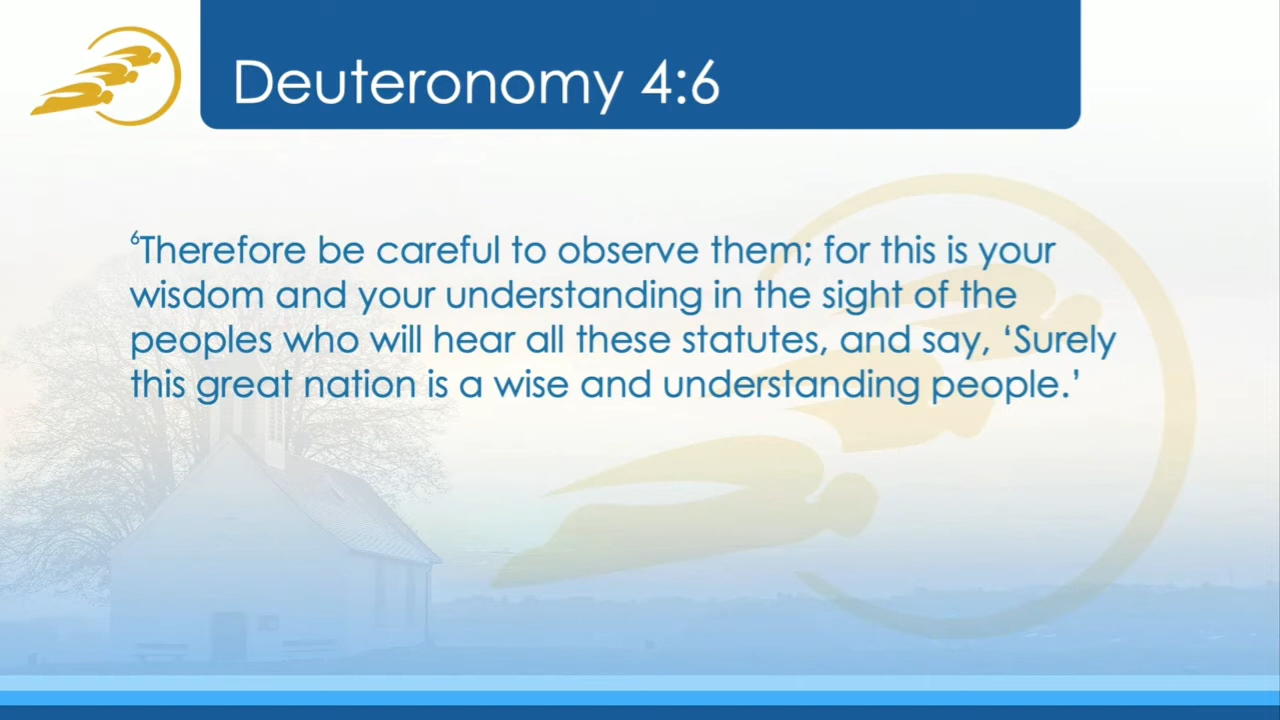 Deuteronomy 4:6
⁶Therefore be careful to observe them; for this is your
wisdom and your understanding in the sight of the
peoples who will hear all these statutes, and say, ‘Surely
this great nation is a wise and understanding people.’